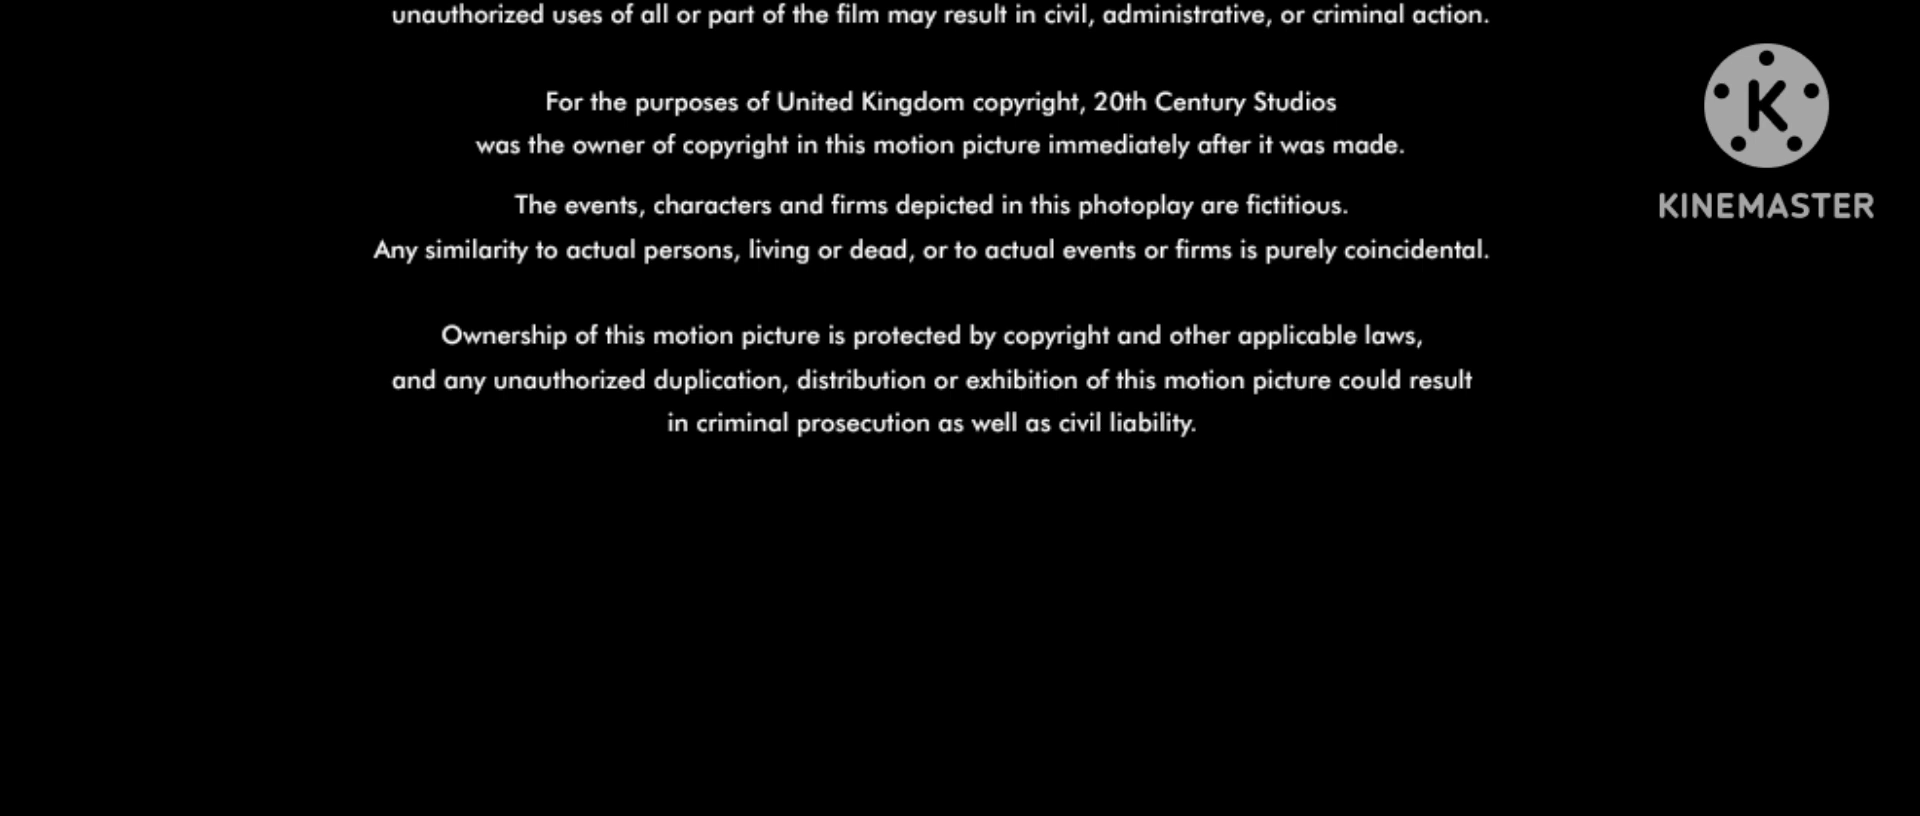 unauthorized uses of all or part of the film may result in civil, administrative, or criminal action.
For the purposes of United Kingdom copyright, 20th Century Studios
was the owner of copyright in this motion picture immediately after it was made.
The events, characters and firms depicted in this photoplay are fictitious.
Any similarity to actual persons, living or dead, or to actual events or firms is purely coincidental.
Ownership of this motion picture is protected by copyright and other applicable laws,
and any unauthorized duplication, distribution or exhibition of this motion picture could result
in criminal prosecution as well as civil liability.
K
KINEMASTER